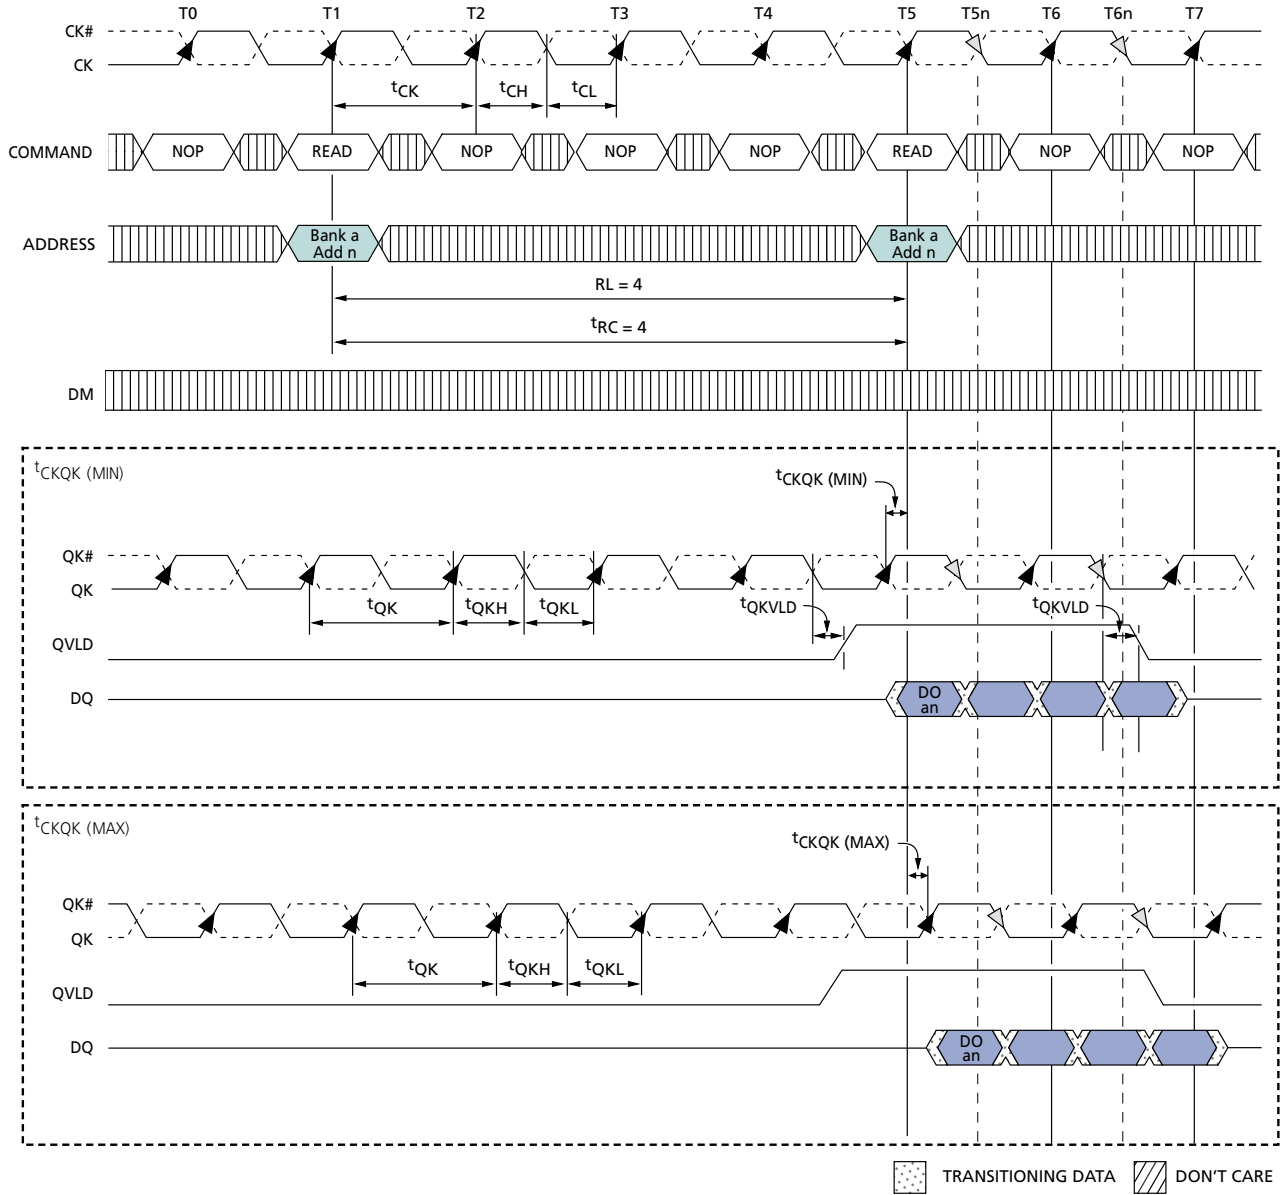 T0 T1 T2 T3 T4 T5 T5n T6 T6n T7
CK#
CK
tCK tCH tCL
COMMAND NOP READ NOP NOP NOP READ NOP NOP
ADDRESS Bank a Add n Bank a Add n
RL = 4
tRC = 4
DM
tCKQK (MIN)
tCKQK (MIN)
QK#
QK
tQK tQKH tQKL tQKVLD tQKVLD
QVLD
DQ DO an
tCKQK (MAX)
tCKQK (MAX)
QK#
QK
tQK tQKH tQKL
QVLD
DQ DO an
TRANSITIONING DATA DON'T CARE